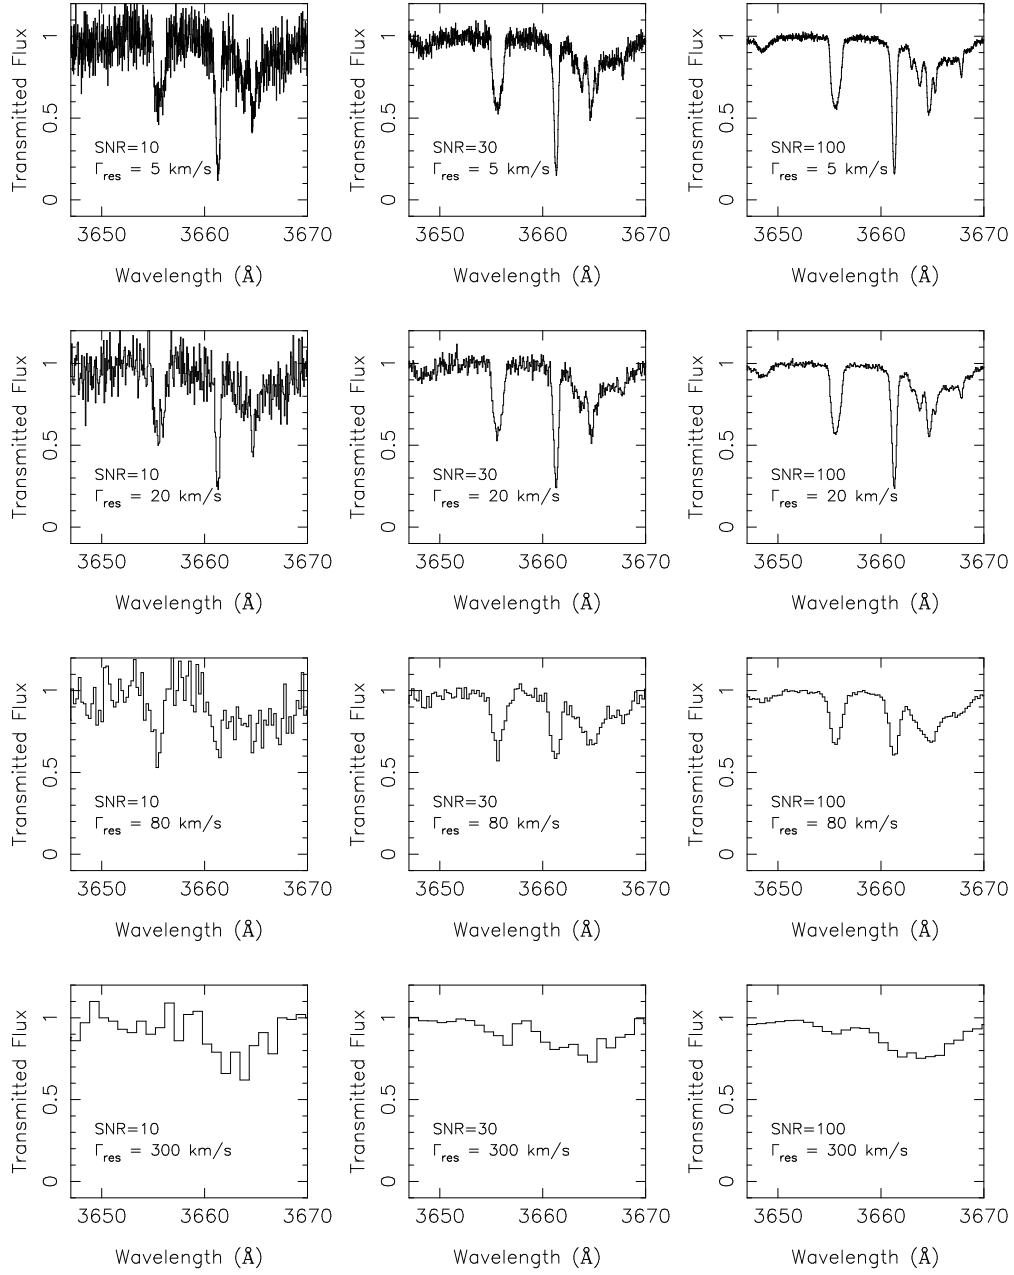 Transmitted Flux
1
0.5
0
SNR=10
Γres = 5 km/s
3650 3660 3670
Wavelength (Å)
Transmitted Flux
1
0.5
0
SNR=30
Γres = 5 km/s
3650 3660 3670
Wavelength (Å)
Transmitted Flux
1
0.5
0
SNR=100
Γres = 5 km/s
3650 3660 3670
Wavelength (Å)
Transmitted Flux
1
0.5
0
SNR=10
Γres = 20 km/s
3650 3660 3670
Wavelength (Å)
Transmitted Flux
1
0.5
0
SNR=30
Γres = 20 km/s
3650 3660 3670
Wavelength (Å)
Transmitted Flux
1
0.5
0
SNR=100
Γres = 20 km/s
3650 3660 3670
Wavelength (Å)
Transmitted Flux
1
0.5
0
SNR=10
Γres = 80 km/s
3650 3660 3670
Wavelength (Å)
Transmitted Flux
1
0.5
0
SNR=30
Γres = 80 km/s
3650 3660 3670
Wavelength (Å)
Transmitted Flux
1
0.5
0
SNR=100
Γres = 80 km/s
3650 3660 3670
Wavelength (Å)
Transmitted Flux
1
0.5
0
SNR=10
Γres = 300 km/s
3650 3660 3670
Wavelength (Å)
Transmitted Flux
1
0.5
0
SNR=30
Γres = 300 km/s
3650 3660 3670
Wavelength (Å)
Transmitted Flux
1
0.5
0
SNR=100
Γres = 300 km/s
3650 3660 3670
Wavelength (Å)